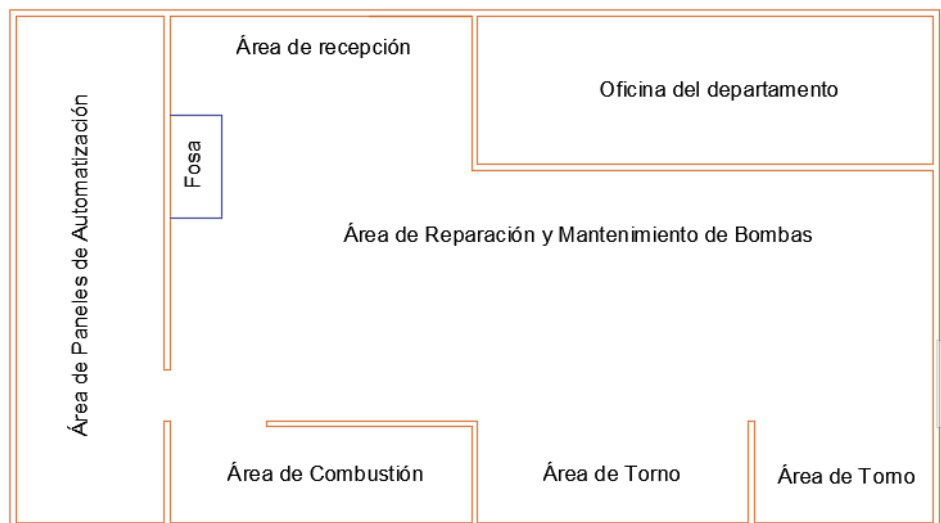 Área de recepción
Oficina del departamento
Área de Paneles de Automatización
Fosa
Área de Reparación y Mantenimiento de Bombas
Área de Combustión
Área de Torno
Área de Torno